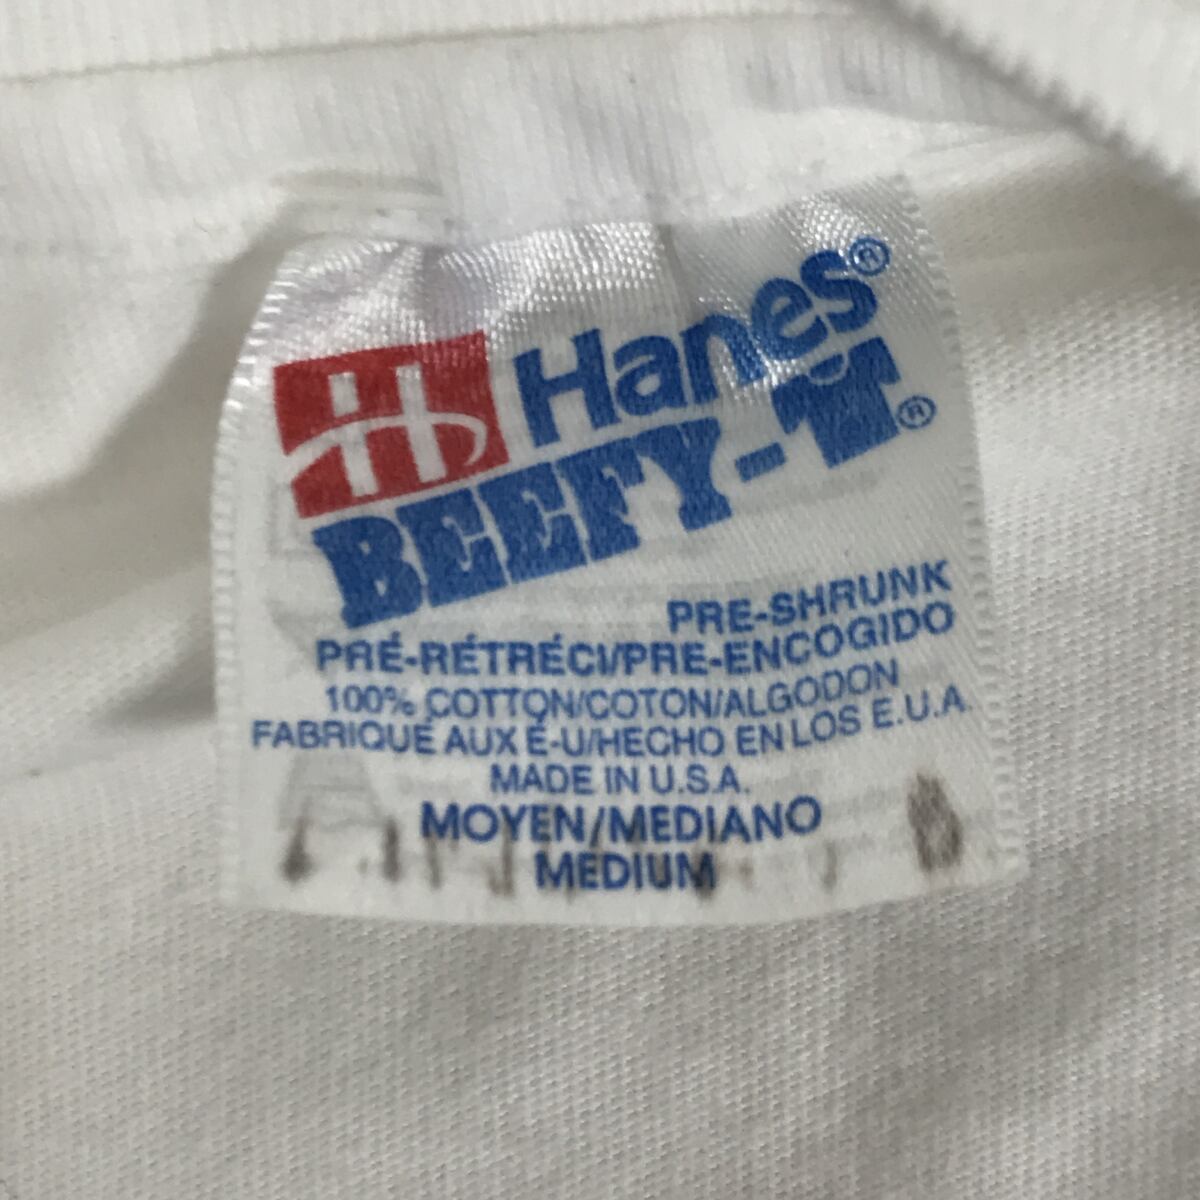 H Hanes®
BEEFY-T®
PRE-SHRUNK
PRÉ-RÉTRÉCI/PRE-ENCOGIDO
100% COTTON/COTON/ALGODON
FABRIQUÉ AUX É-U/HECHO EN LOS E.U.A.
MADE IN U.S.A.
MOYEN/MEDIANO
MEDIUM